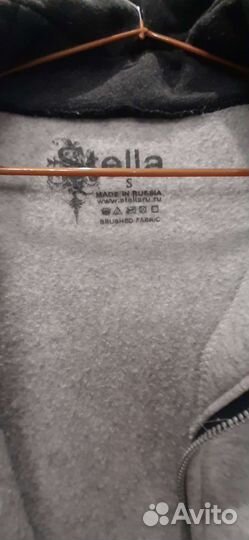 Stella
S
MADE IN RUSSIA
www.stellaru.ru
BRUSHED FABRIC
Avito